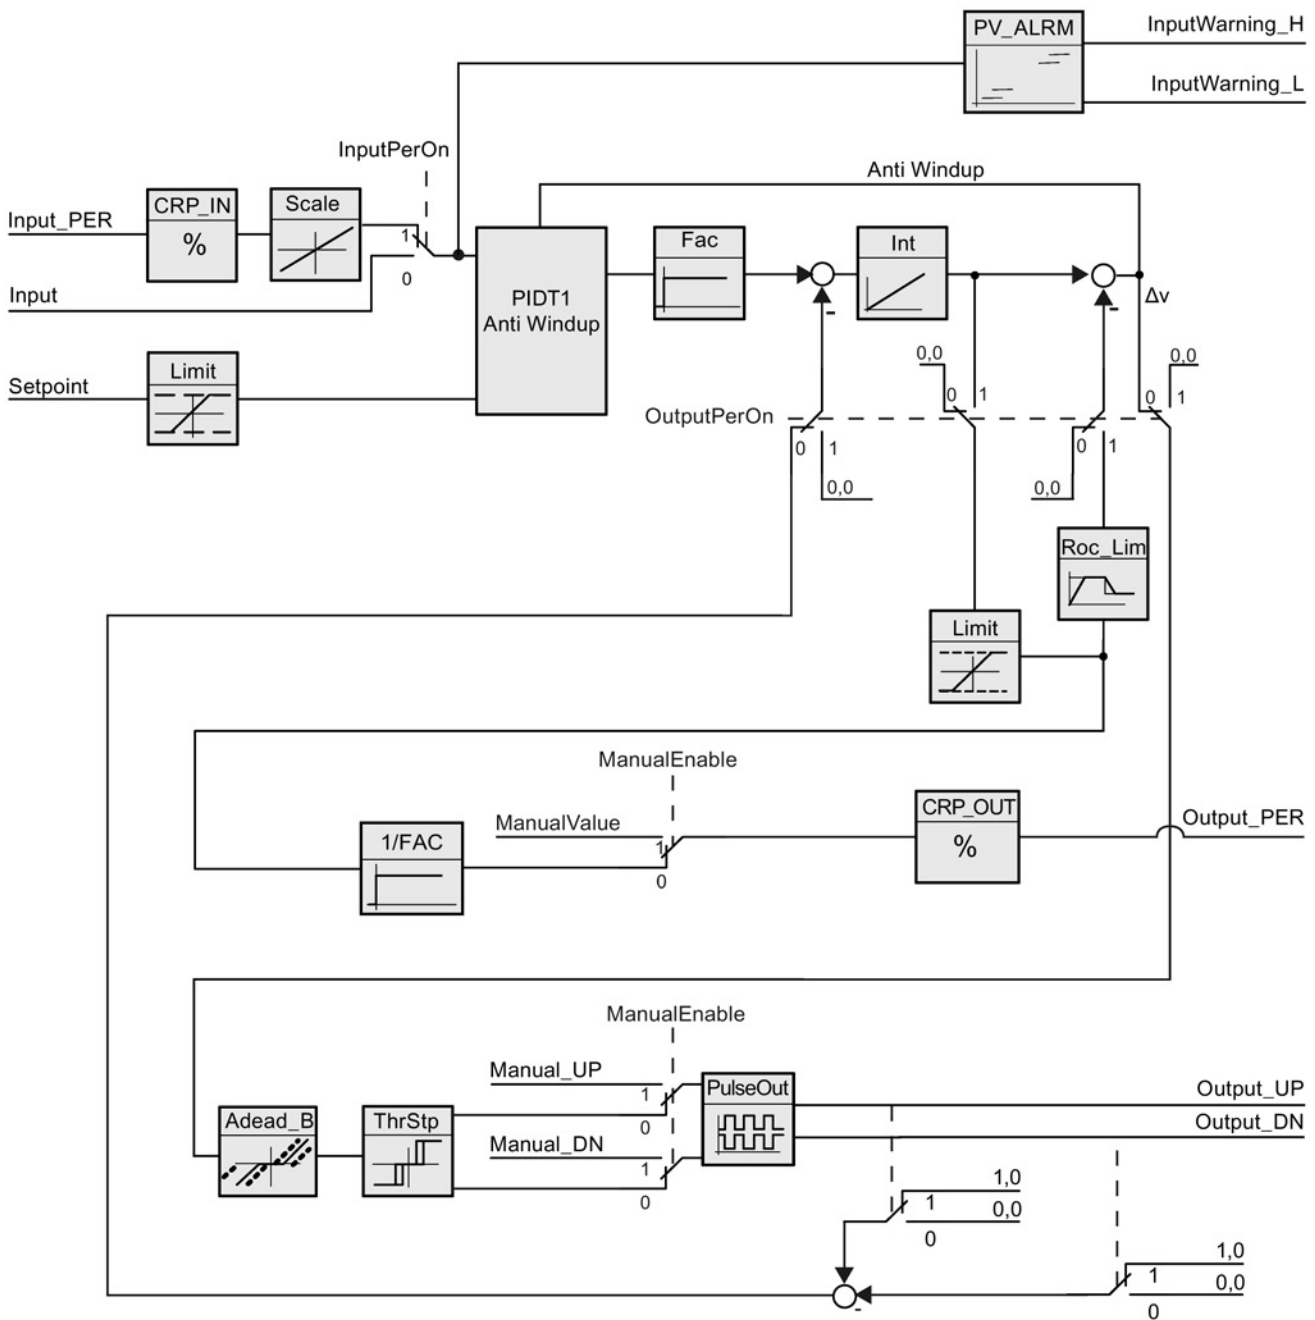 PV_ALRM
InputWarning_H
InputWarning_L
InputPerOn
Anti Windup
CRP_IN
%
Scale
Input_PER
1
0
Input
Fac
Int
PIDT1
Anti Windup
-
-
Δv
Setpoint
Limit
0,0
0,0
OutputPerOn
0
1
0
1
0
1
0
1
0,0
0,0
Roc_Lim
Limit
ManualEnable
ManualValue
1
0
1/FAC
CRP_OUT
%
Output_PER
ManualEnable
Manual_UP
1
0
Manual_DN
1
0
Adead_B
ThrStp
PulseOut
Output_UP
Output_DN
1,0
1
0,0
0
1,0
1
0,0
0
-